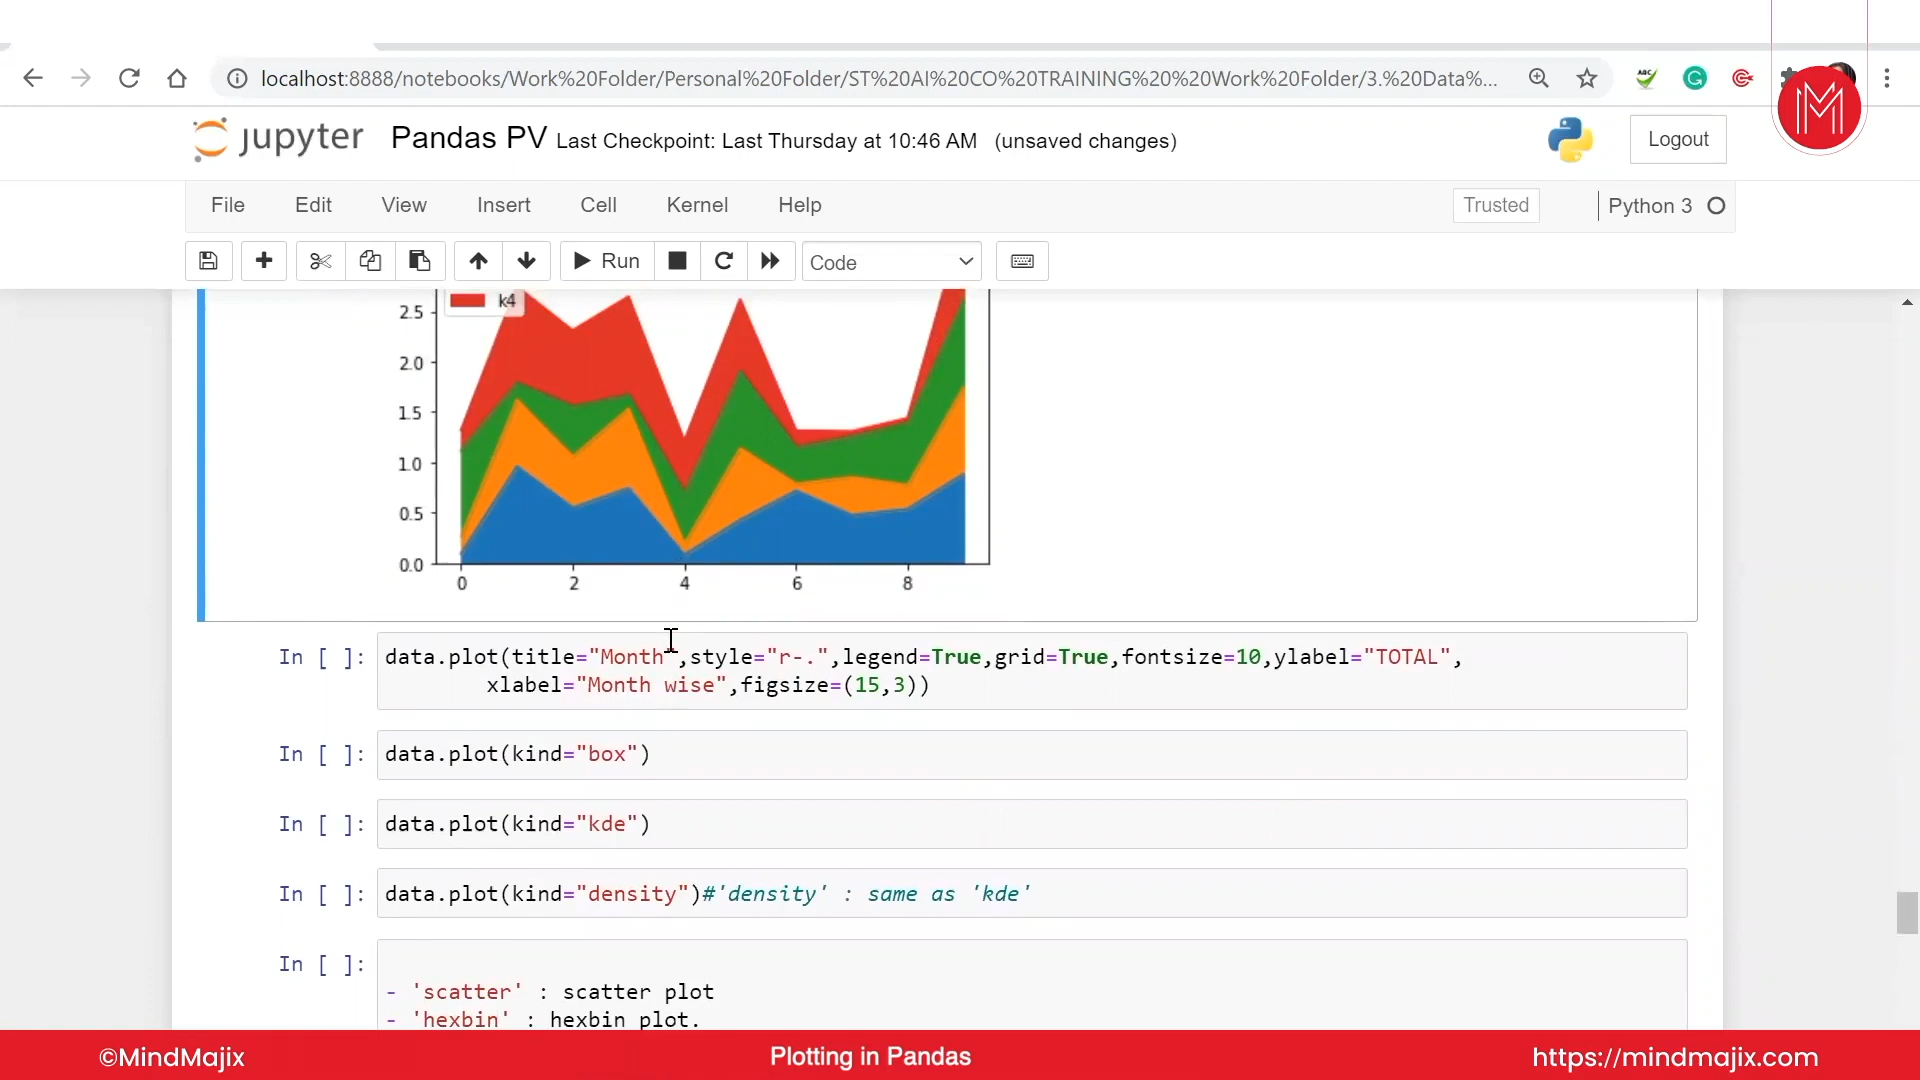 localhost:8888/notebooks/Work%20Folder/Personal%20Folder/ST%20AI%20CO%20TRAINING%20%20Work%20Folder/3.%20Data%...
ABC
G
M
jupyter Pandas PV Last Checkpoint: Last Thursday at 10:46 AM (unsaved changes)
Logout
File Edit View Insert Cell Kernel Help
Trusted
Python 3
Run
Code
k4
2.5
2.0
1.5
1.0
0.5
0.0
0 2 4 6 8
In [ ]: data.plot(title="Month",style="r-.",legend=True,grid=True,fontsize=10,ylabel="TOTAL",
xlabel="Month wise",figsize=(15,3))
In [ ]: data.plot(kind="box")
In [ ]: data.plot(kind="kde")
In [ ]: data.plot(kind="density")#'density' : same as 'kde'
In [ ]:
- 'scatter' : scatter plot
- 'hexbin' : hexbin plot.
©MindMajix
Plotting in Pandas
https://mindmajix.com